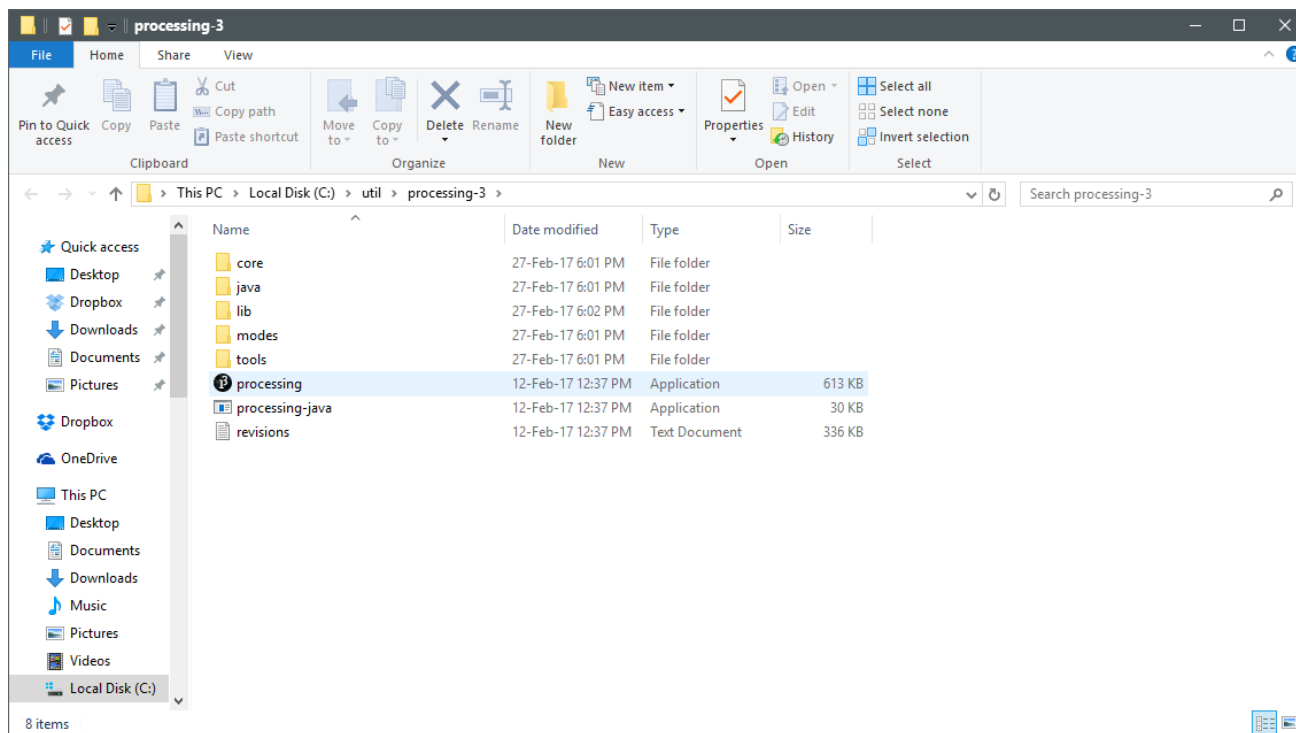 processing-3
File Home Share View
Pin to Quick access
Copy
Paste
Cut
Copy path
Paste shortcut
Clipboard
Move to
Copy to
Delete
Rename
Organize
New folder
New item
Easy access
New
Properties
Open
Edit
History
Open
Select all
Select none
Invert selection
Select
This PC > Local Disk (C:) > util > processing-3 >
Search processing-3
Quick access
Desktop
Dropbox
Downloads
Documents
Pictures
Dropbox
OneDrive
This PC
Desktop
Documents
Downloads
Music
Pictures
Videos
Local Disk (C:)
Name Date modified Type Size
core 27-Feb-17 6:01 PM File folder
java 27-Feb-17 6:01 PM File folder
lib 27-Feb-17 6:02 PM File folder
modes 27-Feb-17 6:01 PM File folder
tools 27-Feb-17 6:01 PM File folder
processing 12-Feb-17 12:37 PM Application 613 KB
processing-java 12-Feb-17 12:37 PM Application 30 KB
revisions 12-Feb-17 12:37 PM Text Document 336 KB
8 items